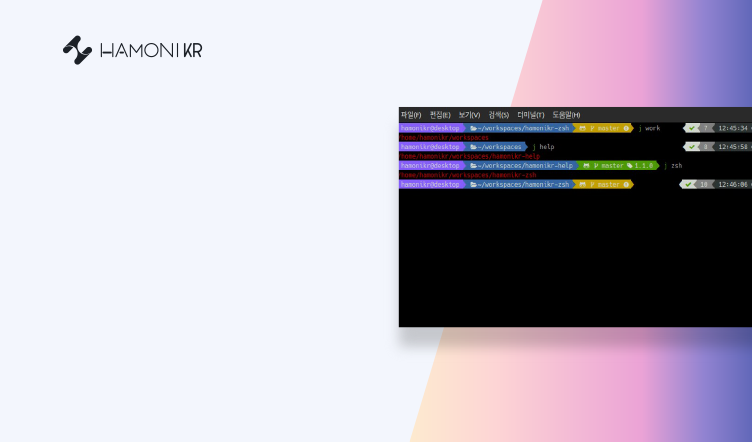 HAMONIKR
파일(F) 편집(E) 보기(V) 검색(S) 터미널(T) 도움말(H)
hamonikr@desktop ~/workspaces/hamonikr-zsh master j work 7 12:45:34
/home/hamonikr/workspaces
hamonikr@desktop ~/workspaces j help 8 12:45:56
/home/hamonikr/workspaces/hamonikr-help
hamonikr@desktop ~/workspaces/hamonikr-help master 1.1.0 j zsh
/home/hamonikr/workspaces/hamonikr-zsh
hamonikr@desktop ~/workspaces/hamonikr-zsh master 10 12:46:06